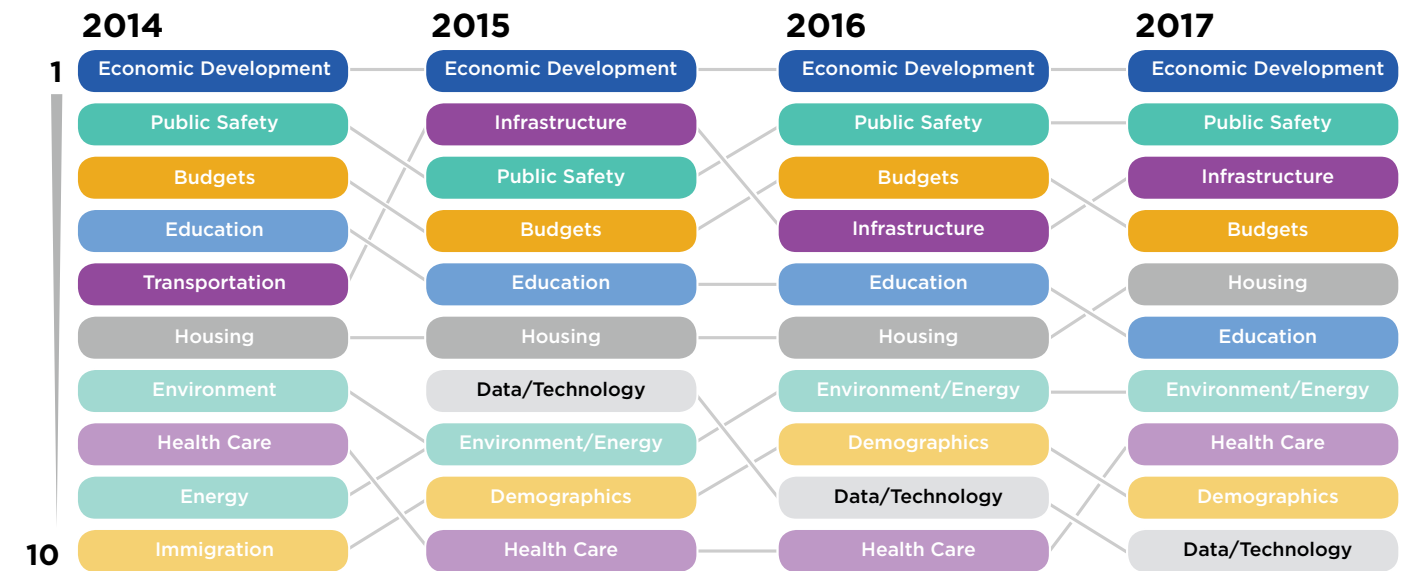 2014 2015 2016 2017
1 Economic Development Economic Development Economic Development Economic Development
Public Safety Infrastructure Public Safety Public Safety
Budgets Public Safety Budgets Infrastructure
Education Budgets Infrastructure Budgets
Transportation Education Education Housing
Housing Housing Housing Education
Environment Data/Technology Environment/Energy Environment/Energy
Health Care Environment/Energy Demographics Health Care
Energy Demographics Data/Technology Demographics
10 Immigration Health Care Health Care Data/Technology